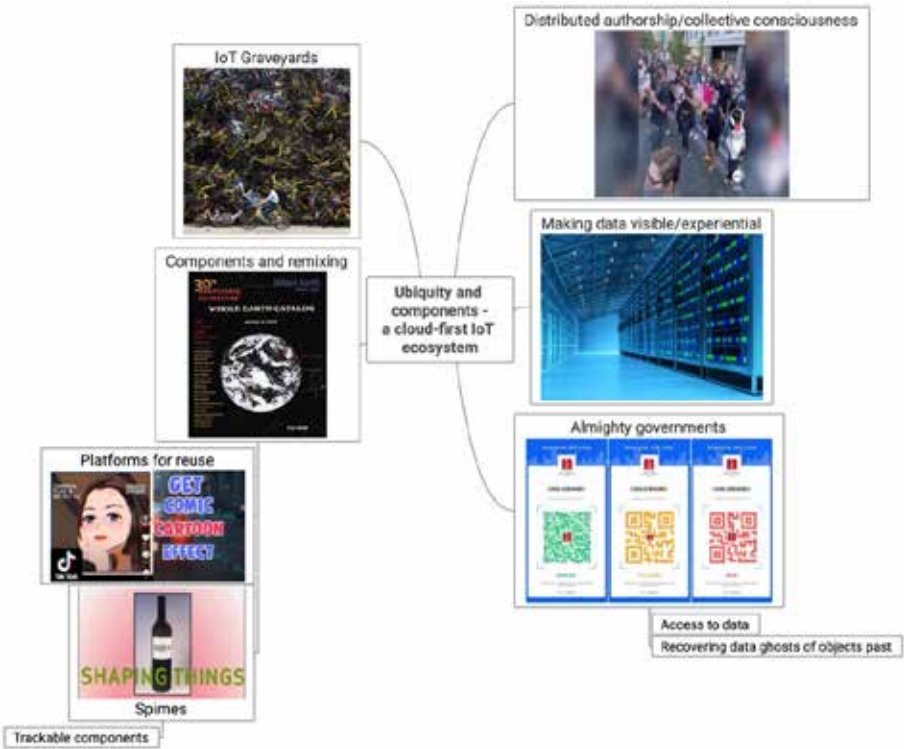 Distributed authorship/collective consciousness
IoT Graveyards
Making data visible/experiential
Components and remixing
WHOLE EARTH CATALOG
Ubiquity and
components -
a cloud-first IoT
ecosystem
Almighty governments
Platforms for reuse
GET
COMIC
CARTOON
EFFECT
Access to data
Recovering data ghosts of objects past
SHAPING THINGS
Spimes
Trackable components